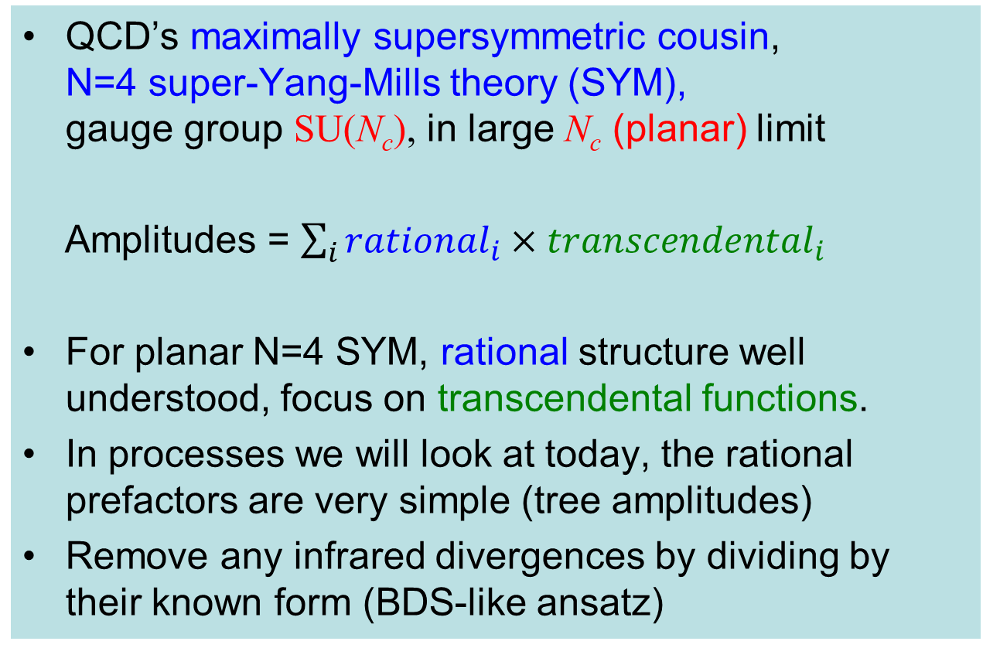 • QCD's maximally supersymmetric cousin,
N=4 super-Yang-Mills theory (SYM),
gauge group SU(N_c), in large N_c (planar) limit
Amplitudes = ∑_i rational_i × transcendental_i
• For planar N=4 SYM, rational structure well
understood, focus on transcendental functions.
• In processes we will look at today, the rational
prefactors are very simple (tree amplitudes)
• Remove any infrared divergences by dividing by
their known form (BDS-like ansatz)